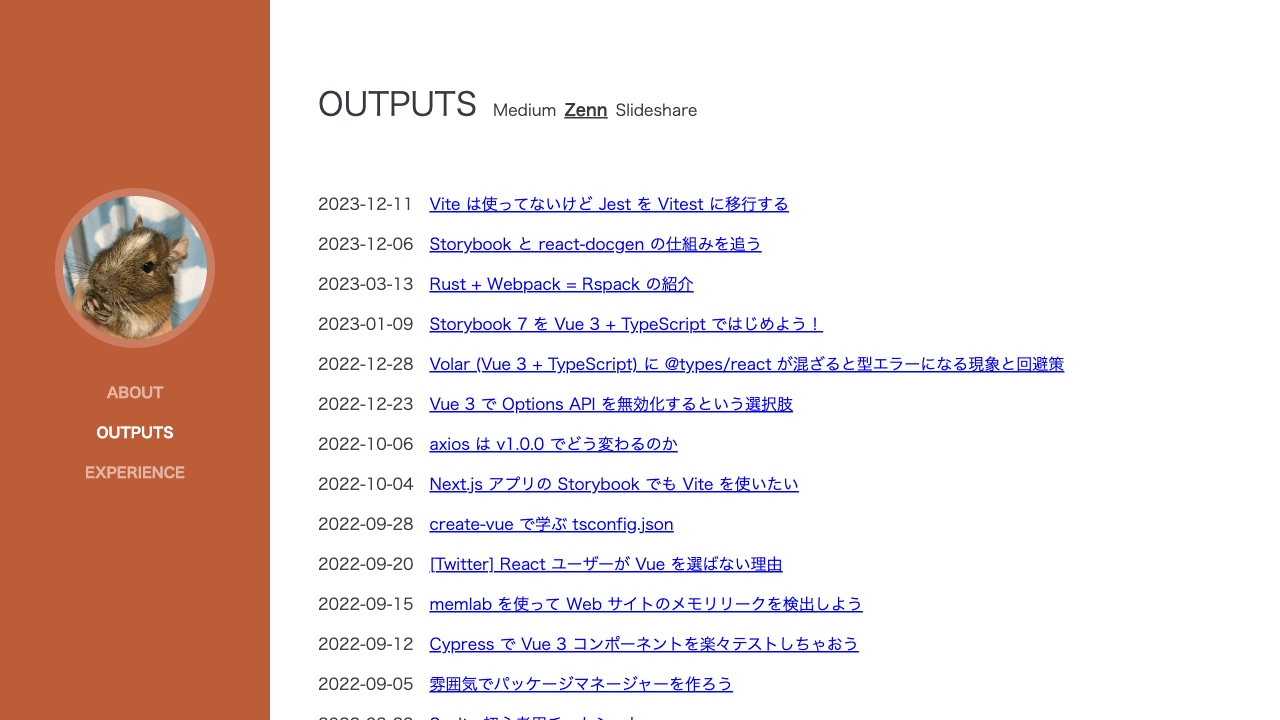 ABOUT
OUTPUTS
EXPERIENCE
OUTPUTS Medium Zenn Slideshare
2023-12-11 Vite は使ってないけど Jest を Vitest に移行する
2023-12-06 Storybook と react-docgen の仕組みを追う
2023-03-13 Rust + Webpack = Rspack の紹介
2023-01-09 Storybook 7 を Vue 3 + TypeScript ではじめよう！
2022-12-28 Volar (Vue 3 + TypeScript) に @types/react が混ざると型エラーになる現象と回避策
2022-12-23 Vue 3 で Options API を無効化するという選択肢
2022-10-06 axios は v1.0.0 でどう変わるのか
2022-10-04 Next.js アプリの Storybook でも Vite を使いたい
2022-09-28 create-vue で学ぶ tsconfig.json
2022-09-20 [Twitter] React ユーザーが Vue を選ばない理由
2022-09-15 memlab を使って Web サイトのメモリリークを検出しよう
2022-09-12 Cypress で Vue 3 コンポーネントを楽々テストしちゃおう
2022-09-05 雰囲気でパッケージマネージャーを作ろう